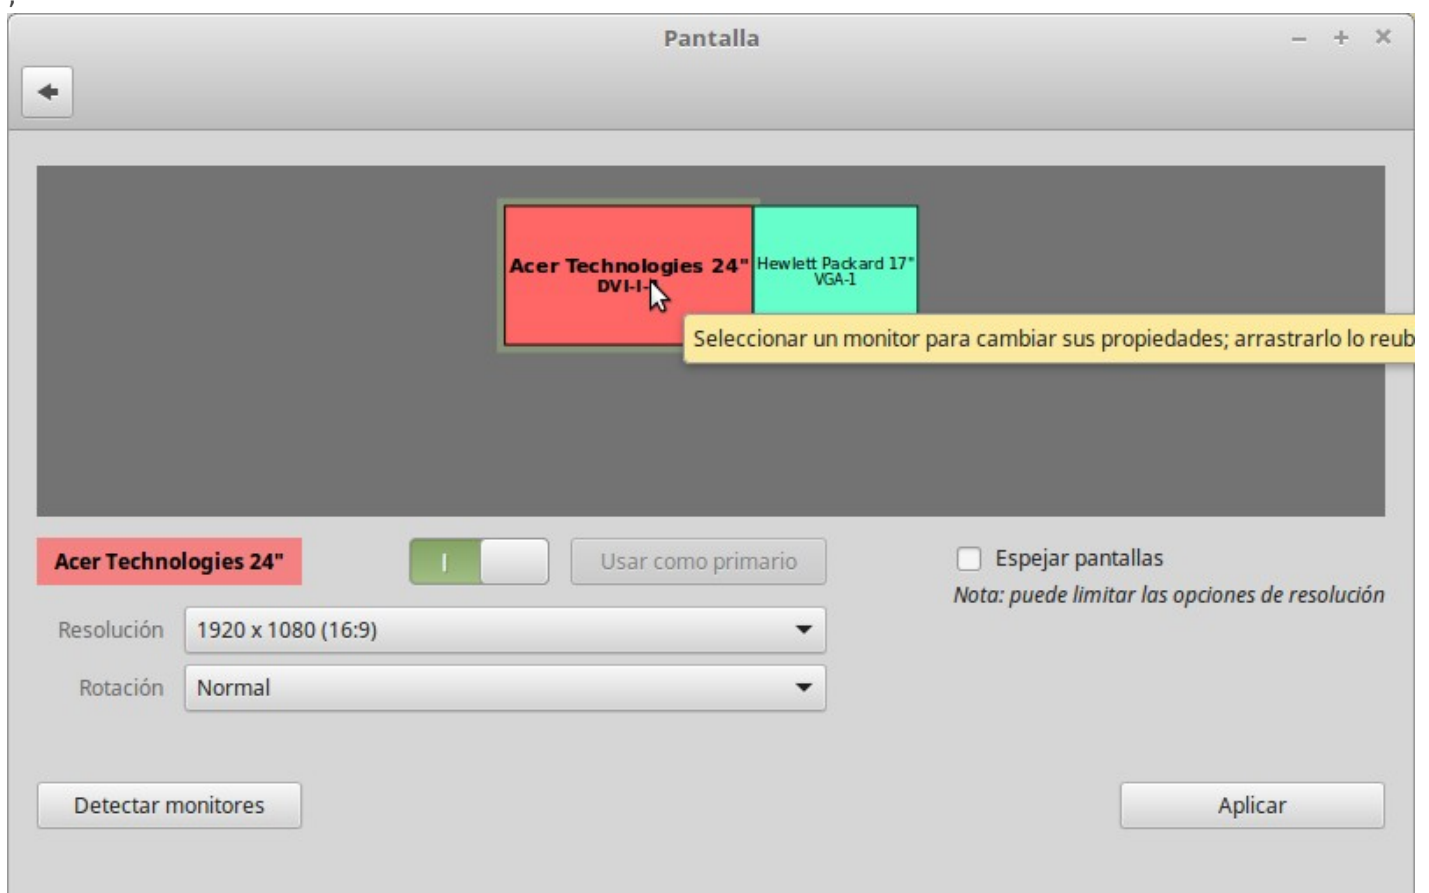 Pantalla
Acer Technologies 24"
DVI-I-
Hewlett Packard 17"
VGA-1
Seleccionar un monitor para cambiar sus propiedades; arrastrarlo lo reub
Acer Technologies 24"
Usar como primario
Espejar pantallas
Nota: puede limitar las opciones de resolución
Resolución
1920 x 1080 (16:9)
Rotación
Normal
Detectar monitores
Aplicar